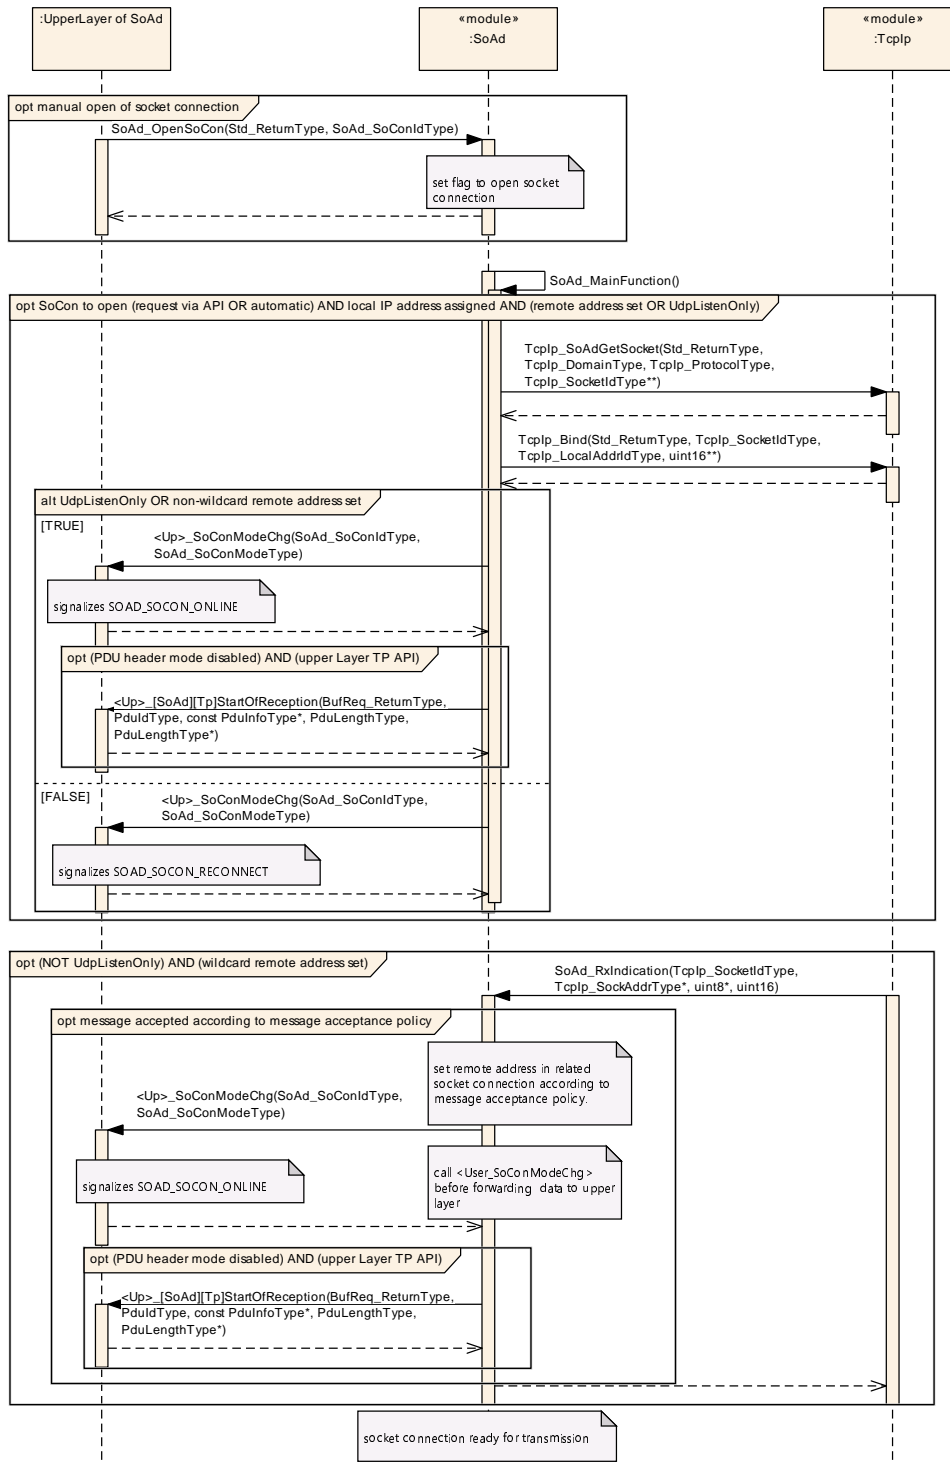 :UpperLayer of SoAd
«module»
:SoAd
«module»
:TcpIp
opt manual open of socket connection
SoAd_OpenSoCon(Std_ReturnType, SoAd_SoConIdType)
set flag to open socket
connection
SoAd_MainFunction()
opt SoCon to open (request via API OR automatic) AND local IP address assigned AND (remote address set OR UdpListenOnly)
TcpIp_SoAdGetSocket(Std_ReturnType,
TcpIp_DomainType, TcpIp_ProtocolType,
TcpIp_SocketIdType**)
TcpIp_Bind(Std_ReturnType, TcpIp_SocketIdType,
TcpIp_LocalAddrIdType, uint16**)
alt UdpListenOnly OR non-wildcard remote address set
[TRUE]
<Up>_SoConModeChg(SoAd_SoConIdType,
SoAd_SoConModeType)
signalizes SOAD_SOCON_ONLINE
opt (PDU header mode disabled) AND (upper Layer TP API)
<Up>_[SoAd][Tp]StartOfReception(BufReq_ReturnType,
PduIdType, const PduInfoType*, PduLengthType,
PduLengthType*)
[FALSE]
<Up>_SoConModeChg(SoAd_SoConIdType,
SoAd_SoConModeType)
signalizes SOAD_SOCON_RECONNECT
opt (NOT UdpListenOnly) AND (wildcard remote address set)
SoAd_RxIndication(TcpIp_SocketIdType,
TcpIp_SockAddrType*, uint8*, uint16)
opt message accepted according to message acceptance policy
set remote address in related
socket connection according to
message acceptance policy.
<Up>_SoConModeChg(SoAd_SoConIdType,
SoAd_SoConModeType)
call <User_SoConModeChg>
before forwarding data to upper
layer
signalizes SOAD_SOCON_ONLINE
opt (PDU header mode disabled) AND (upper Layer TP API)
<Up>_[SoAd][Tp]StartOfReception(BufReq_ReturnType,
PduIdType, const PduInfoType*, PduLengthType,
PduLengthType*)
socket connection ready for transmission